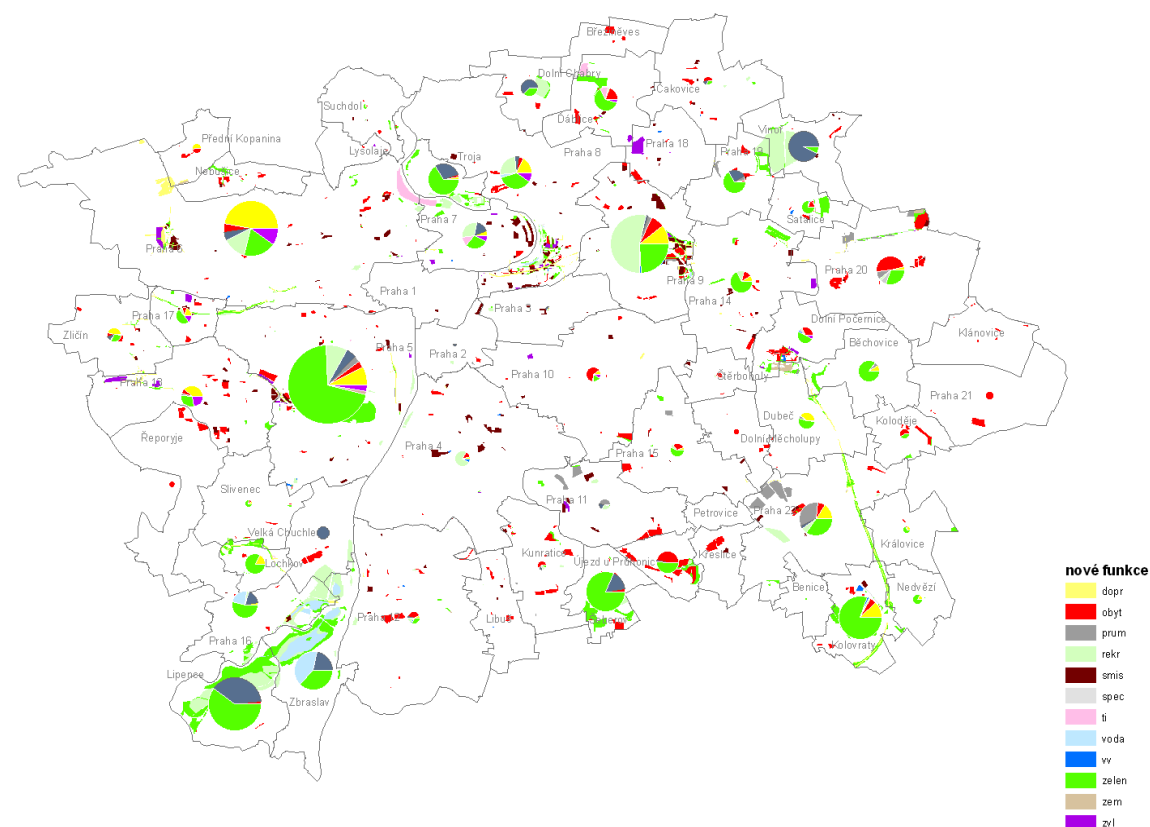 Březiněves
Dolní Chabry
Čakovice
Suchdol
Ďáblice
Vinoř
Přední Kopanina
Lysolaje
Troja
Praha 8
Praha 18
Praha 19
Nebušice
Satalice
Praha 7
Praha 6
Praha 20
Praha 9
Praha 1
Praha 14
Praha 3
Praha 17
Dolní Počernice
Zličín
Klánovice
Praha 5
Praha 2
Běchovice
Praha 10
Štěrboholy
Praha 21
Dubeč
Koloděje
Řeporyje
Praha 4
Dolní Měcholupy
Praha 15
Slivenec
Praha 11
Petrovice
Praha 22
Velká Chuchle
Královice
Kunratice
Křeslice
Lochkov
Újezd u Průhonic
nové funkce
Benice
Nedvězí
dopr
obyt
Libuš
Šeberov
prum
Praha 16
Kolovraty
rekr
Lipence
smis
Zbraslav
spec
ti
voda
vv
zelen
zem
zvl